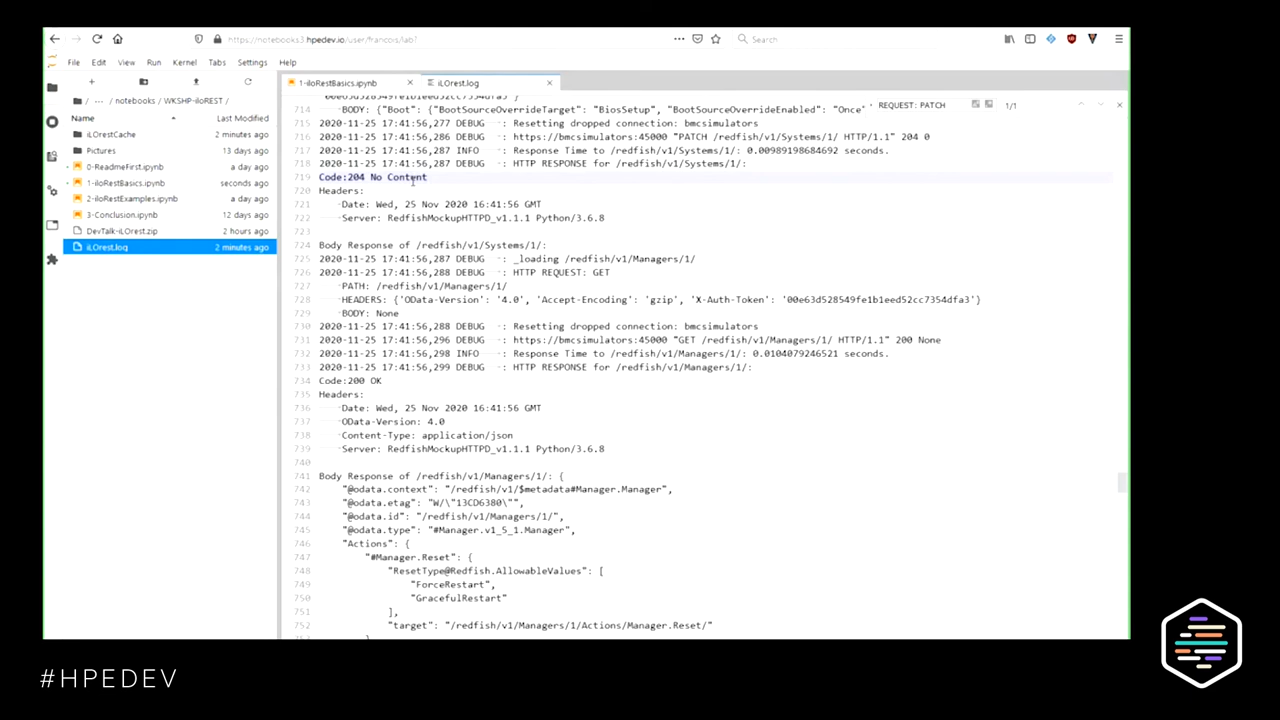 https://notebooks3.hpedev.io/user/francois/lab?
Search
File Edit View Run Kernel Tabs Settings Help
/ ··· / notebooks / WKSHP-iloREST /
Name Last Modified
iLOrestCache 2 minutes ago
Pictures 13 days ago
0-ReadmeFirst.ipynb a day ago
1-iloRestBasics.ipynb seconds ago
2-iloRestExamples.ipynb a day ago
3-Conclusion.ipynb 12 days ago
DevTalk-iLOrest.zip 2 hours ago
iLOrest.log 2 minutes ago
1-iloRestBasics.ipynb iLOrest.log
REQUEST: PATCH 1/1
714 BODY: {"Boot": {"BootSourceOverrideTarget": "BiosSetup", "BootSourceOverrideEnabled": "Once"
715 2020-11-25 17:41:56,277 DEBUG : Resetting dropped connection: bmcsimulators
716 2020-11-25 17:41:56,286 DEBUG : https://bmcsimulators:45000 "PATCH /redfish/v1/Systems/1/ HTTP/1.1" 204 0
717 2020-11-25 17:41:56,287 INFO : Response Time to /redfish/v1/Systems/1/: 0.00989198684692 seconds.
718 2020-11-25 17:41:56,287 DEBUG : HTTP RESPONSE for /redfish/v1/Systems/1/:
719 Code:204 No Content
720 Headers:
721 Date: Wed, 25 Nov 2020 16:41:56 GMT
722 Server: RedfishMockupHTTPD_v1.1.1 Python/3.6.8
723
724 Body Response of /redfish/v1/Systems/1/:
725 2020-11-25 17:41:56,287 DEBUG : _loading /redfish/v1/Managers/1/
726 2020-11-25 17:41:56,288 DEBUG : HTTP REQUEST: GET
727 PATH: /redfish/v1/Managers/1/
728 HEADERS: {'OData-Version': '4.0', 'Accept-Encoding': 'gzip', 'X-Auth-Token': '00e63d528549fe1b1eed52cc7354dfa3'}
729 BODY: None
730 2020-11-25 17:41:56,288 DEBUG : Resetting dropped connection: bmcsimulators
731 2020-11-25 17:41:56,296 DEBUG : https://bmcsimulators:45000 "GET /redfish/v1/Managers/1/ HTTP/1.1" 200 None
732 2020-11-25 17:41:56,298 INFO : Response Time to /redfish/v1/Managers/1/: 0.0104079246521 seconds.
733 2020-11-25 17:41:56,299 DEBUG : HTTP RESPONSE for /redfish/v1/Managers/1/:
734 Code:200 OK
735 Headers:
736 Date: Wed, 25 Nov 2020 16:41:56 GMT
737 OData-Version: 4.0
738 Content-Type: application/json
739 Server: RedfishMockupHTTPD_v1.1.1 Python/3.6.8
740
741 Body Response of /redfish/v1/Managers/1/: {
742 "@odata.context": "/redfish/v1/$metadata#Manager.Manager",
743 "@odata.etag": "W/\"13CD6380\"",
744 "@odata.id": "/redfish/v1/Managers/1/",
745 "@odata.type": "#Manager.v1_5_1.Manager",
746 "Actions": {
747 "#Manager.Reset": {
748 "ResetType@Redfish.AllowableValues": [
749 "ForceRestart",
750 "GracefulRestart"
751 ],
752 "target": "/redfish/v1/Managers/1/Actions/Manager.Reset/"
#HPEDEV